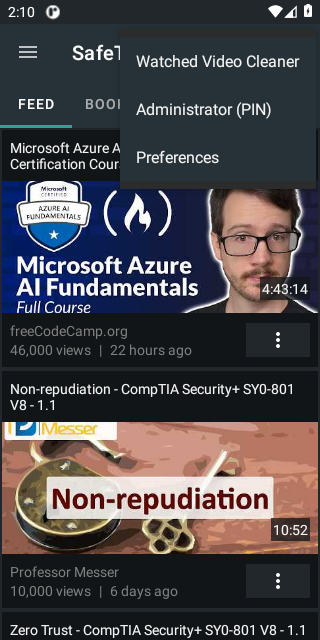 2:10
SafeT
Watched Video Cleaner
Administrator (PIN)
Preferences
FEED
BOO
Microsoft Azure A
Certification Cour
Microsoft
CERTIFIED
AZURE AI
FUNDAMENTALS
Microsoft Azure
AI Fundamentals
Full Course
4:43:14
freeCodeCamp.org
46,000 views | 22 hours ago
Non-repudiation - CompTIA Security+ SY0-801
V8 - 1.1
Messer
Non-repudiation
10:52
Professor Messer
10,000 views | 6 days ago
Zero Trust - CompTIA Security+ SY0-801 V8 - 1.1